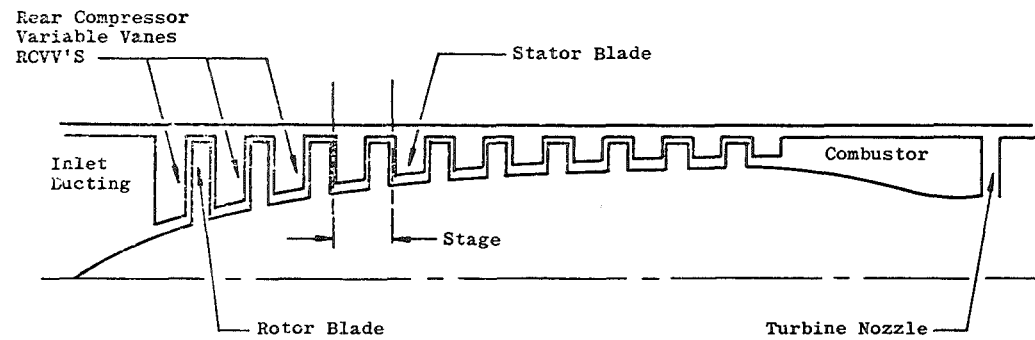 Rear Compressor
Variable Vanes
RCVV'S
Stator Blade
Inlet
Ducting
Combustor
Stage
Rotor Blade
Turbine Nozzle